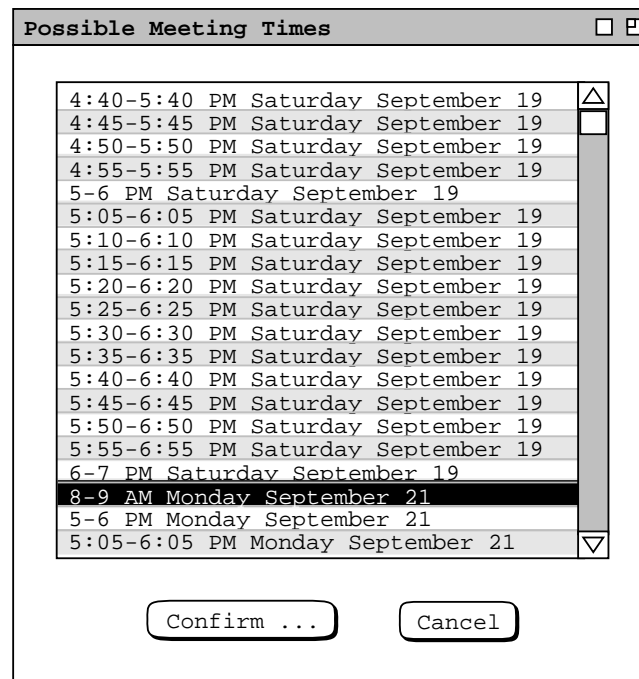 Possible Meeting Times
4:40-5:40 PM Saturday September 19
4:45-5:45 PM Saturday September 19
4:50-5:50 PM Saturday September 19
4:55-5:55 PM Saturday September 19
5-6 PM Saturday September 19
5:05-6:05 PM Saturday September 19
5:10-6:10 PM Saturday September 19
5:15-6:15 PM Saturday September 19
5:20-6:20 PM Saturday September 19
5:25-6:25 PM Saturday September 19
5:30-6:30 PM Saturday September 19
5:35-6:35 PM Saturday September 19
5:40-6:40 PM Saturday September 19
5:45-6:45 PM Saturday September 19
5:50-6:50 PM Saturday September 19
5:55-6:55 PM Saturday September 19
6-7 PM Saturday September 19
8-9 AM Monday September 21
5-6 PM Monday September 21
5:05-6:05 PM Monday September 21
Confirm ... Cancel